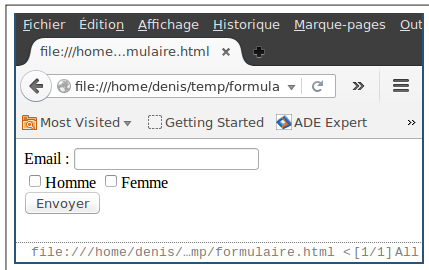 Fichier Édition Affichage Historique Marque-pages Out
file:///home…mulaire.html
file:///home/denis/temp/formula
Most Visited Getting Started ADE Expert
Email :
Homme Femme
Envoyer
file:///home/denis/…mp/formulaire.html <[1/1] All